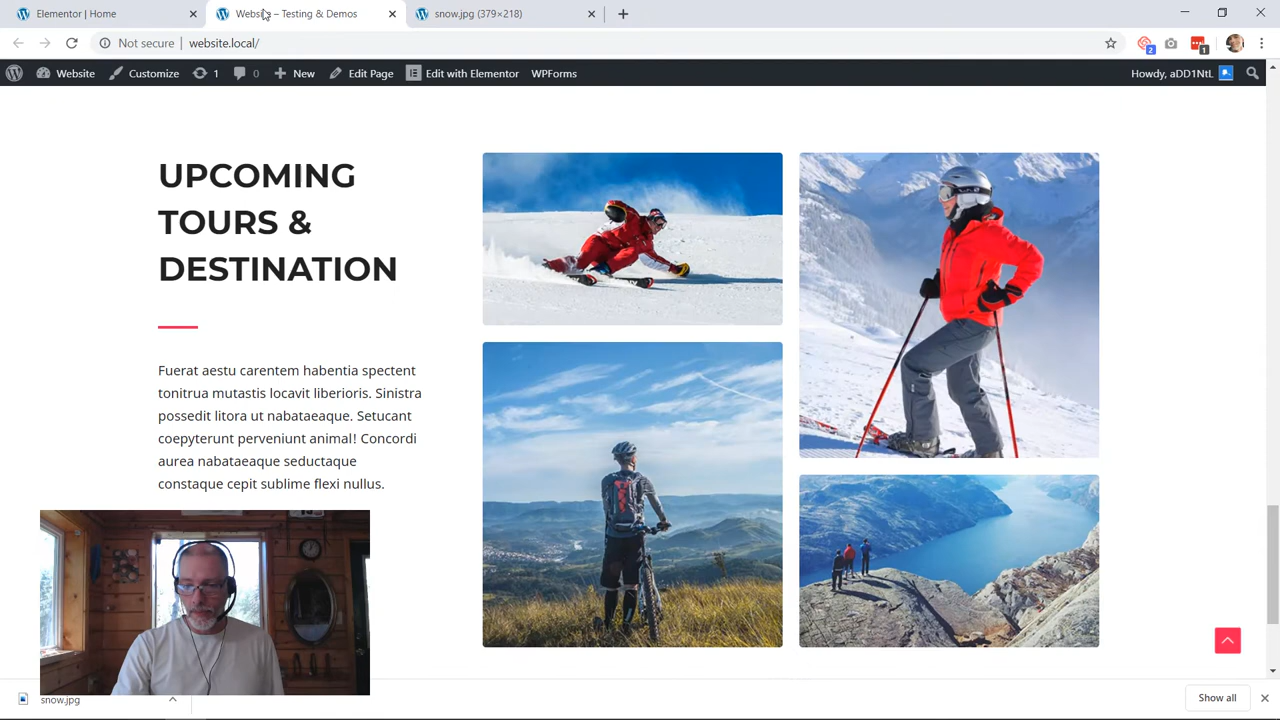 Elementor | Home
Website – Testing & Demos
snow.jpg (379×218)
Not secure | website.local/
2
1
Website
Customize
1
0
New
Edit Page
Edit with Elementor
WPForms
Howdy, aDD1NtL
UPCOMING
TOURS &
DESTINATION
Fuerat aestu carentem habentia spectent
tonitrua mutastis locavit liberioris. Sinistra
possedit litora ut nabataeaque. Setucant
coepyterunt perveniunt animal! Concordi
aurea nabataeaque seductaque
constaque cepit sublime flexi nullus.
snow.jpg
Show all